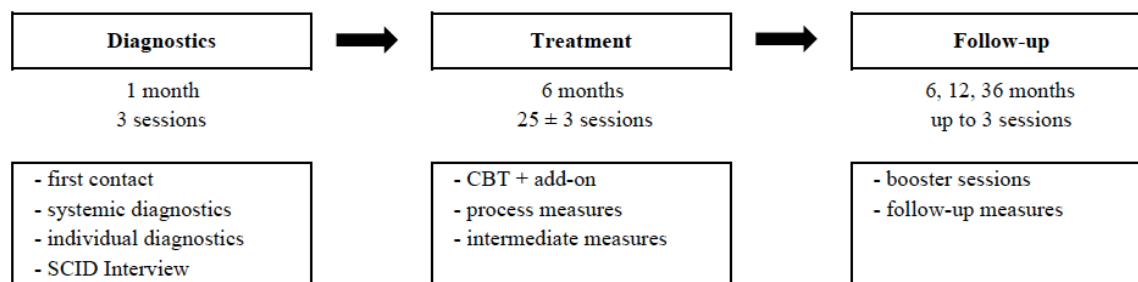 Diagnostics
1 month
3 sessions
- first contact
- systemic diagnostics
- individual diagnostics
- SCID Interview
Treatment
6 months
25 ± 3 sessions
- CBT + add-on
- process measures
- intermediate measures
Follow-up
6, 12, 36 months
up to 3 sessions
- booster sessions
- follow-up measures